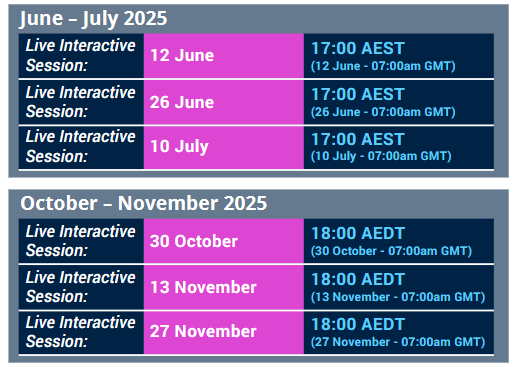 June – July 2025
Live Interactive
Session:
12 June
17:00 AEST
(12 June - 07:00am GMT)
Live Interactive
Session:
26 June
17:00 AEST
(26 June - 07:00am GMT)
Live Interactive
Session:
10 July
17:00 AEST
(10 July - 07:00am GMT)
October – November 2025
Live Interactive
Session:
30 October
18:00 AEDT
(30 October - 07:00am GMT)
Live Interactive
Session:
13 November
18:00 AEDT
(13 November - 07:00am GMT)
Live Interactive
Session:
27 November
18:00 AEDT
(27 November - 07:00am GMT)